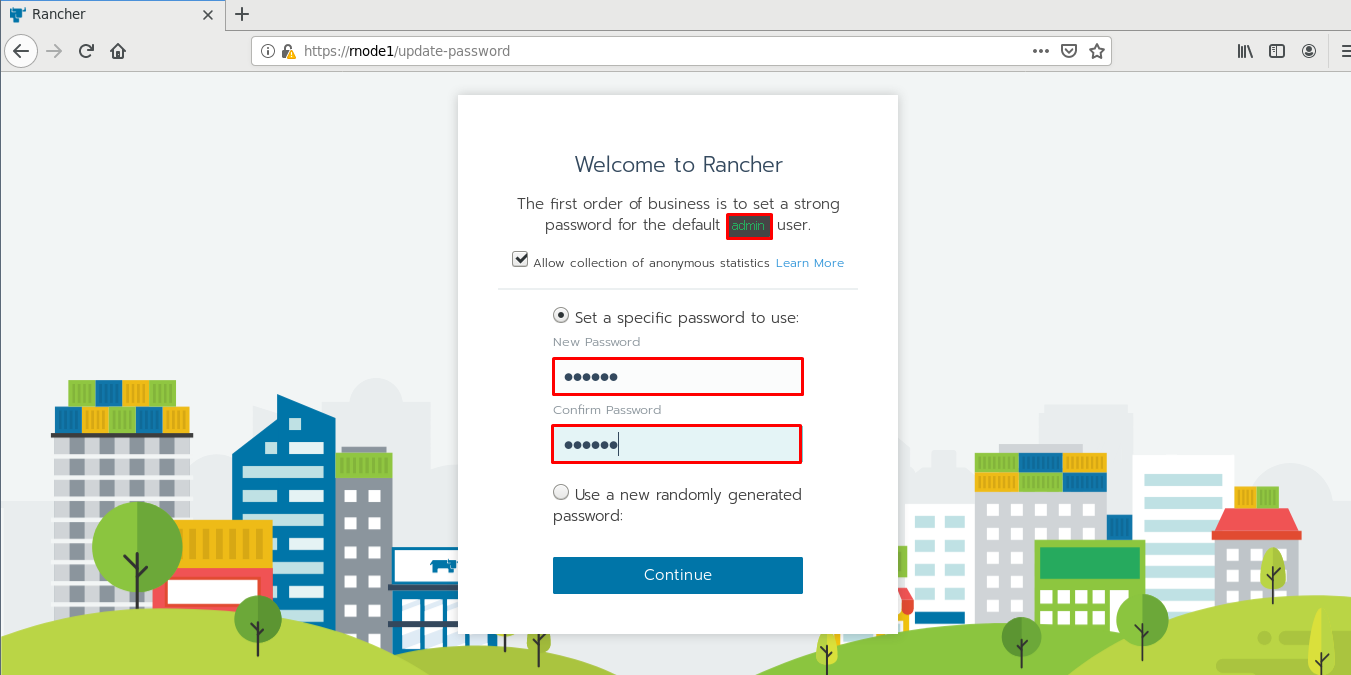 Rancher
https://rnode1/update-password
Welcome to Rancher
The first order of business is to set a strong
password for the default admin user.
Allow collection of anonymous statistics Learn More
Set a specific password to use:
New Password
●●●●●●
Confirm Password
●●●●●●
Use a new randomly generated
password:
Continue